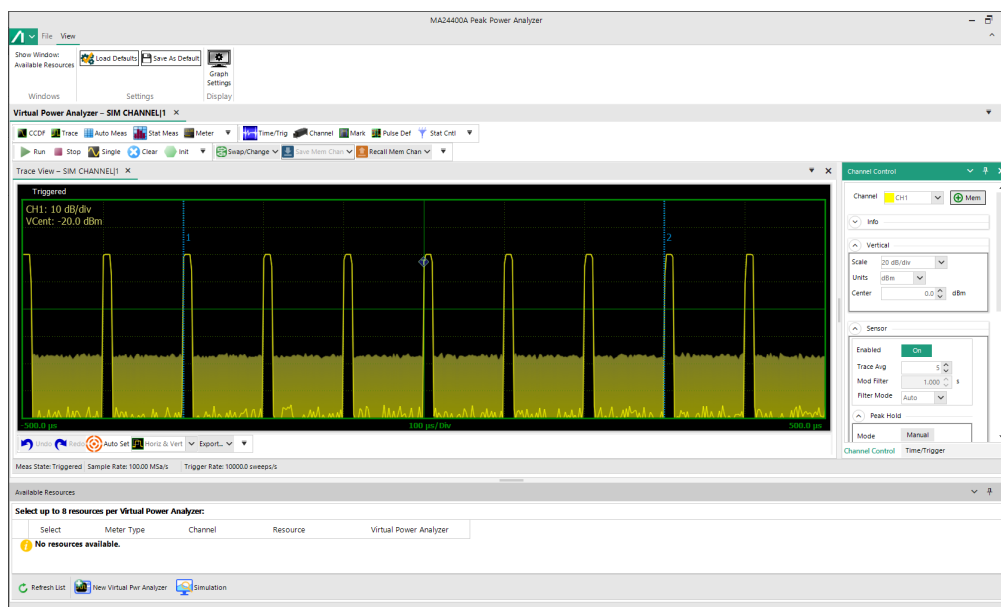 MA24400A Peak Power Analyzer
File View
Show Window:
Available Resources
Load Defaults
Save As Default
Graph
Settings
Windows
Settings
Display
Virtual Power Analyzer – SIM CHANNEL|1
CCDF Trace Auto Meas Stat Meas Meter Time/Trig Channel Mark Pulse Def Stat Cntl
Run Stop Single Clear Init Swap/Change Save Mem Chan Recall Mem Chan
Trace View – SIM CHANNEL|1
Triggered
CH1: 10 dB/div
VCent: -20.0 dBm
1
2
-500.0 µs
100 µs/Div
500.0 µs
Undo Redo Auto Set Horiz & Vert Export...
Meas State: Triggered Sample Rate: 100.00 MSa/s Trigger Rate: 10000.0 sweeps/s
Channel Control
Channel CH1 Mem
Info
Vertical
Scale 20 dB/div
Units dBm
Center 0.0 dBm
Sensor
Enabled On
Trace Avg 5
Mod Filter 1.000 s
Filter Mode Auto
Peak Hold
Mode Manual
Channel Control Time/Trigger
Available Resources
Select up to 8 resources per Virtual Power Analyzer:
Select Meter Type Channel Resource Virtual Power Analyzer
No resources available.
Refresh List New Virtual Pwr Analyzer Simulation